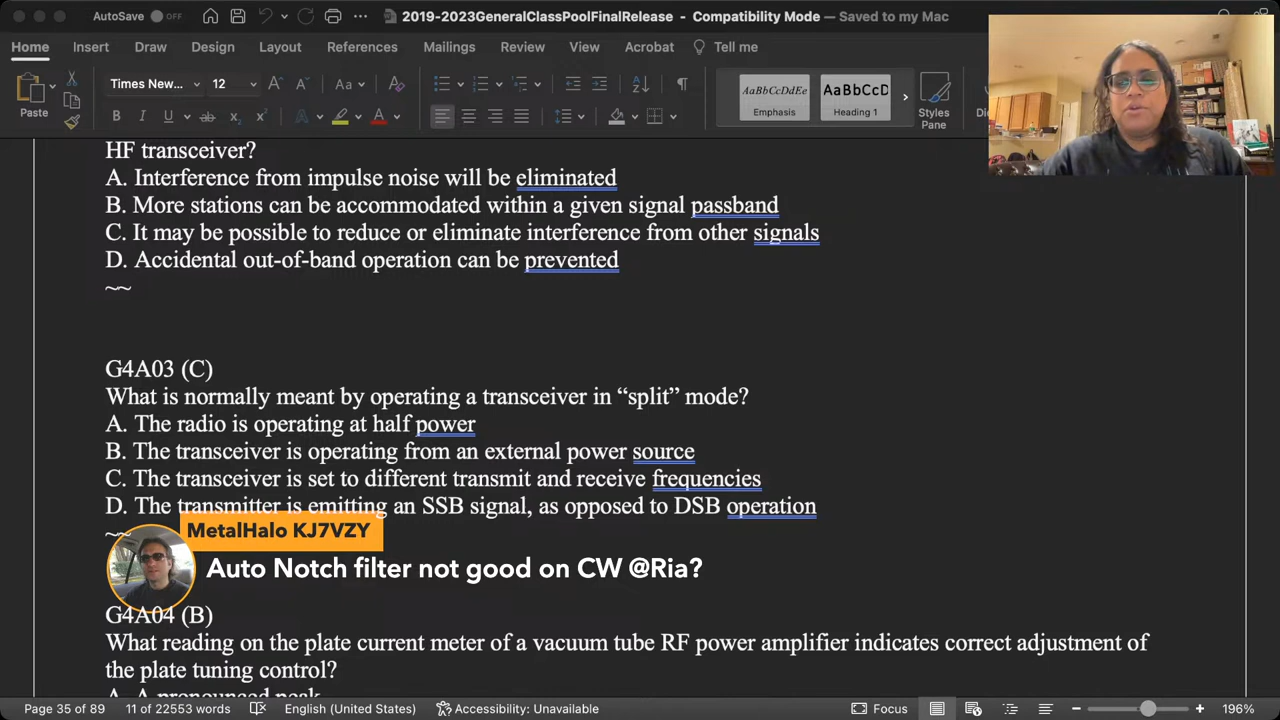 AutoSave OFF
2019-2023GeneralClassPoolFinalRelease - Compatibility Mode — Saved to my Mac
Home Insert Draw Design Layout References Mailings Review View Acrobat Tell me
Paste
Times New... 12
AaBbCcDdEe
Emphasis
AaBbCcD
Heading 1
Styles
Pane
HF transceiver?
A. Interference from impulse noise will be eliminated
B. More stations can be accommodated within a given signal passband
C. It may be possible to reduce or eliminate interference from other signals
D. Accidental out-of-band operation can be prevented
~~
G4A03 (C)
What is normally meant by operating a transceiver in “split” mode?
A. The radio is operating at half power
B. The transceiver is operating from an external power source
C. The transceiver is set to different transmit and receive frequencies
D. The transmitter is emitting an SSB signal, as opposed to DSB operation
~~
MetalHalo KJ7VZY
Auto Notch filter not good on CW @Ria?
G4A04 (B)
What reading on the plate current meter of a vacuum tube RF power amplifier indicates correct adjustment of
the plate tuning control?
A. A pronounced peak
Page 35 of 89 11 of 22553 words English (United States) Accessibility: Unavailable Focus 196%